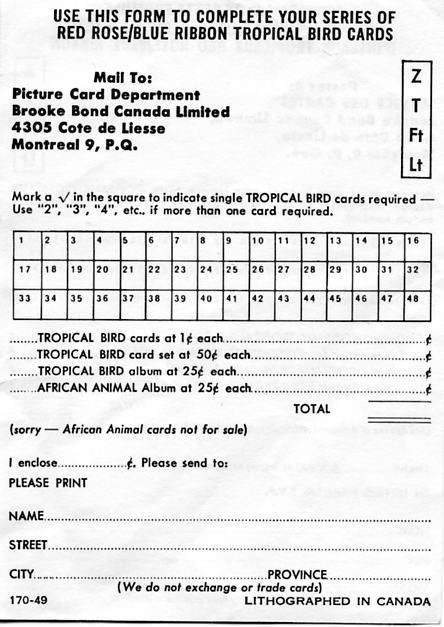 USE THIS FORM TO COMPLETE YOUR SERIES OF
RED ROSE/BLUE RIBBON TROPICAL BIRD CARDS
Mail To:
Picture Card Department
Brooke Bond Canada Limited
4305 Cote de Liesse
Montreal 9, P.Q.
Z
T
Ft
Lt
Mark a √ in the square to indicate single TROPICAL BIRD cards required —
Use "2", "3", "4", etc.. if more than one card required.
1 2 3 4 5 6 7 8 9 10 11 12 13 14 15 16
17 18 19 20 21 22 23 24 25 26 27 28 29 30 31 32
33 34 35 36 37 38 39 40 41 42 43 44 45 46 47 48
.......TROPICAL BIRD cards at 1¢ each..................................................¢
.......TROPICAL BIRD card set at 50¢ each...........................................¢
.......TROPICAL BIRD album at 25¢ each..............................................¢
.......AFRICAN ANIMAL Album at 25¢ each...........................................¢
TOTAL
(sorry — African Animal cards not for sale)
I enclose..................¢. Please send to:
PLEASE PRINT
NAME..........................................................................................
STREET........................................................................................
CITY......................................................PROVINCE..........................
(We do not exchange or trade cards)
170-49 LITHOGRAPHED IN CANADA